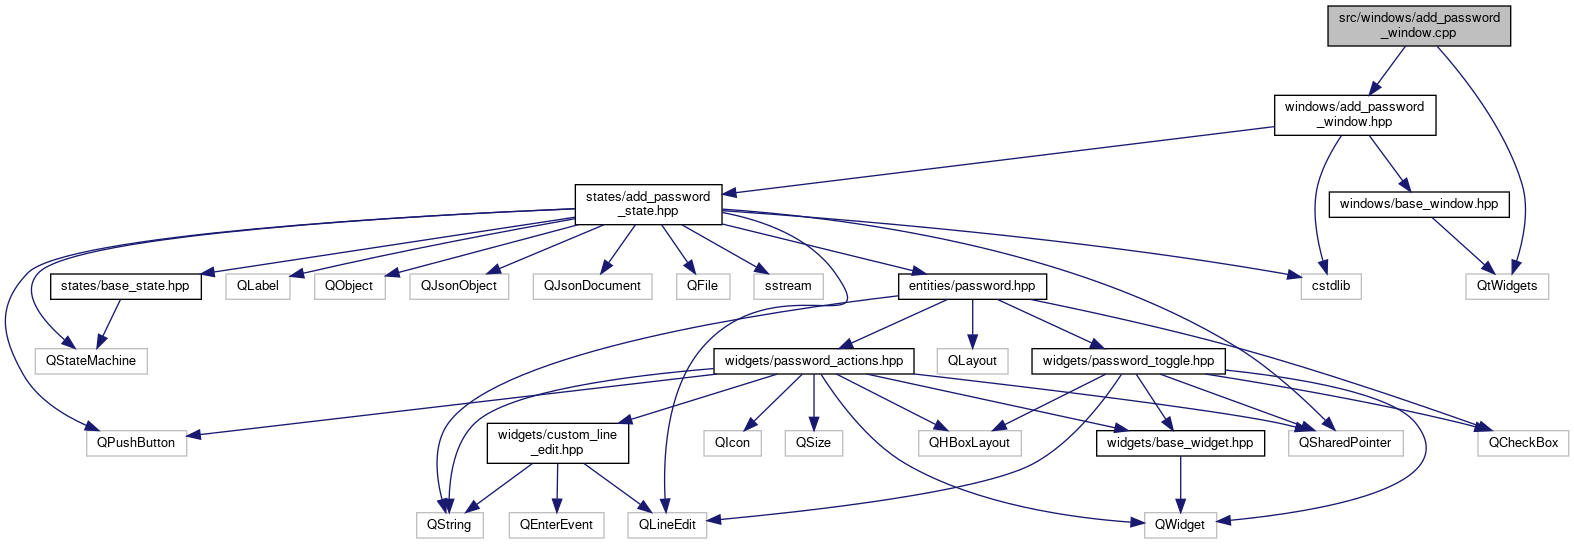 src/windows/add_password
_window.cpp
windows/add_password
_window.hpp
states/add_password
_state.hpp
windows/base_window.hpp
states/base_state.hpp
QLabel
QObject
QJsonObject
QJsonDocument
QFile
sstream
entities/password.hpp
cstdlib
QtWidgets
QStateMachine
widgets/password_actions.hpp
QLayout
widgets/password_toggle.hpp
QPushButton
widgets/custom_line
_edit.hpp
QIcon
QSize
QHBoxLayout
widgets/base_widget.hpp
QSharedPointer
QCheckBox
QString
QEnterEvent
QLineEdit
QWidget